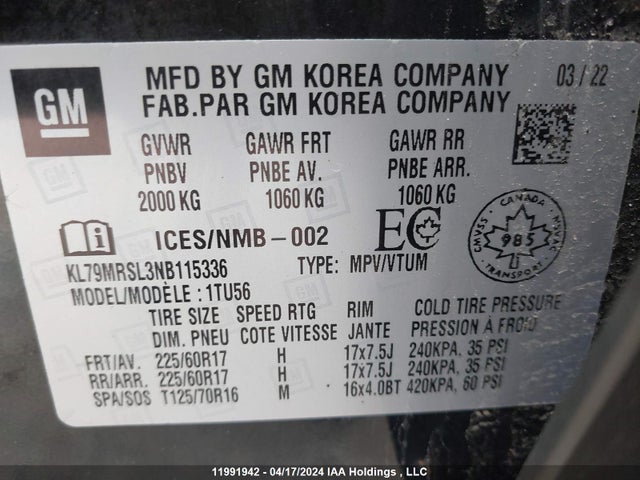 GM
MFD BY GM KOREA COMPANY 03 / 22
FAB.PAR GM KOREA COMPANY
GVWR GAWR FRT GAWR RR
PNBV PNBE AV. PNBE ARR.
2000 KG 1060 KG 1060 KG
ICES/NMB-002 EC CANADA CMVSS NSVAC 985
KL79MRSL3NB115336 TYPE: MPV/VTUM
MODEL/MODÈLE : 1TU56
TIRE SIZE SPEED RTG RIM COLD TIRE PRESSURE
DIM. PNEU COTE VITESSE JANTE PRESSION À FROID
FRT/AV. 225/60R17 H 17x7.5J 240KPA, 35 PSI
RR/ARR. 225/60R17 H 17x7.5J 240KPA, 35 PSI
SPA/SOS T125/70R16 M 16x4.0BT 420KPA, 60 PSI
11991942 - 04/17/2024 IAA Holdings , LLC